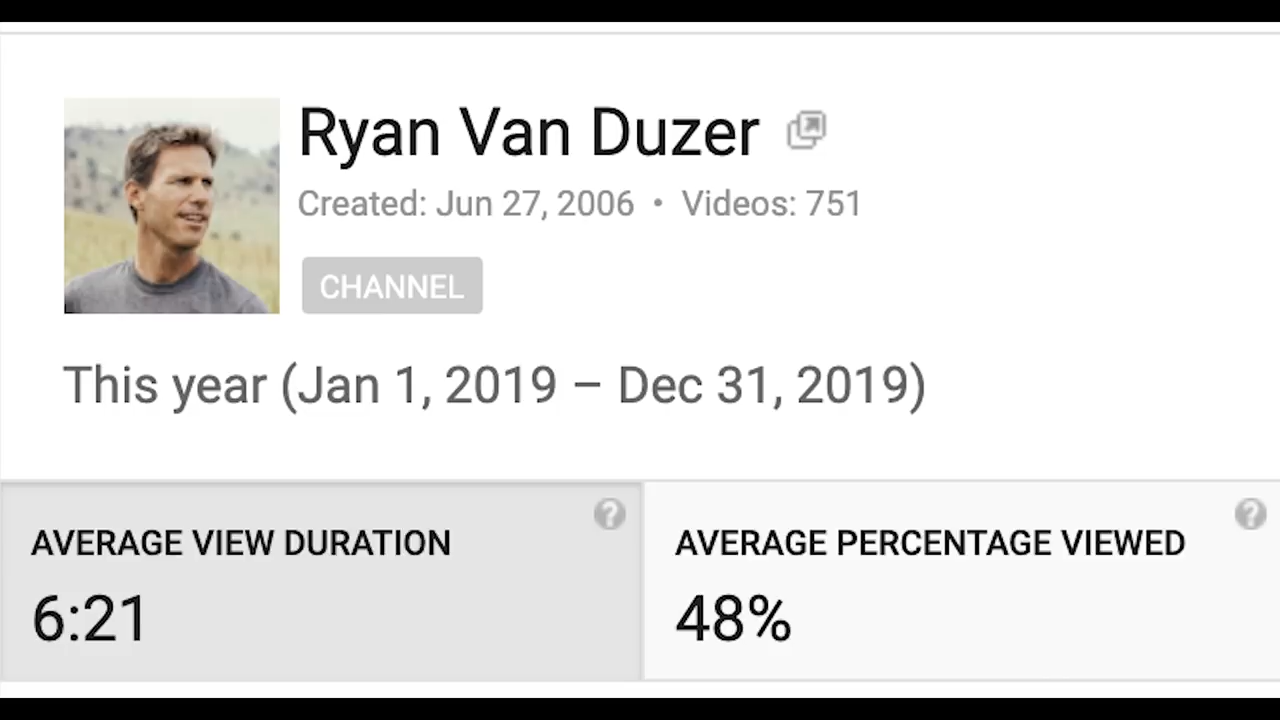 Ryan Van Duzer
Created: Jun 27, 2006 • Videos: 751
CHANNEL
This year (Jan 1, 2019 – Dec 31, 2019)
? ?
AVERAGE VIEW DURATION AVERAGE PERCENTAGE VIEWED
6:21 48%